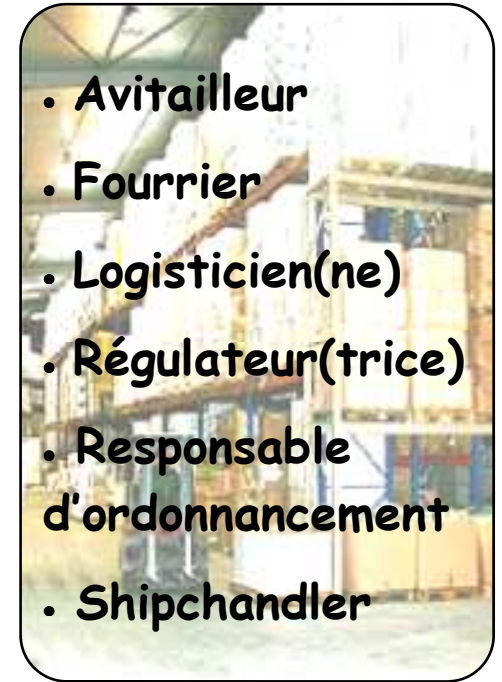 • Avitailleur
• Fourrier
• Logisticien(ne)
• Régulateur(trice)
• Responsable
d'ordonnancement
• Shipchandler